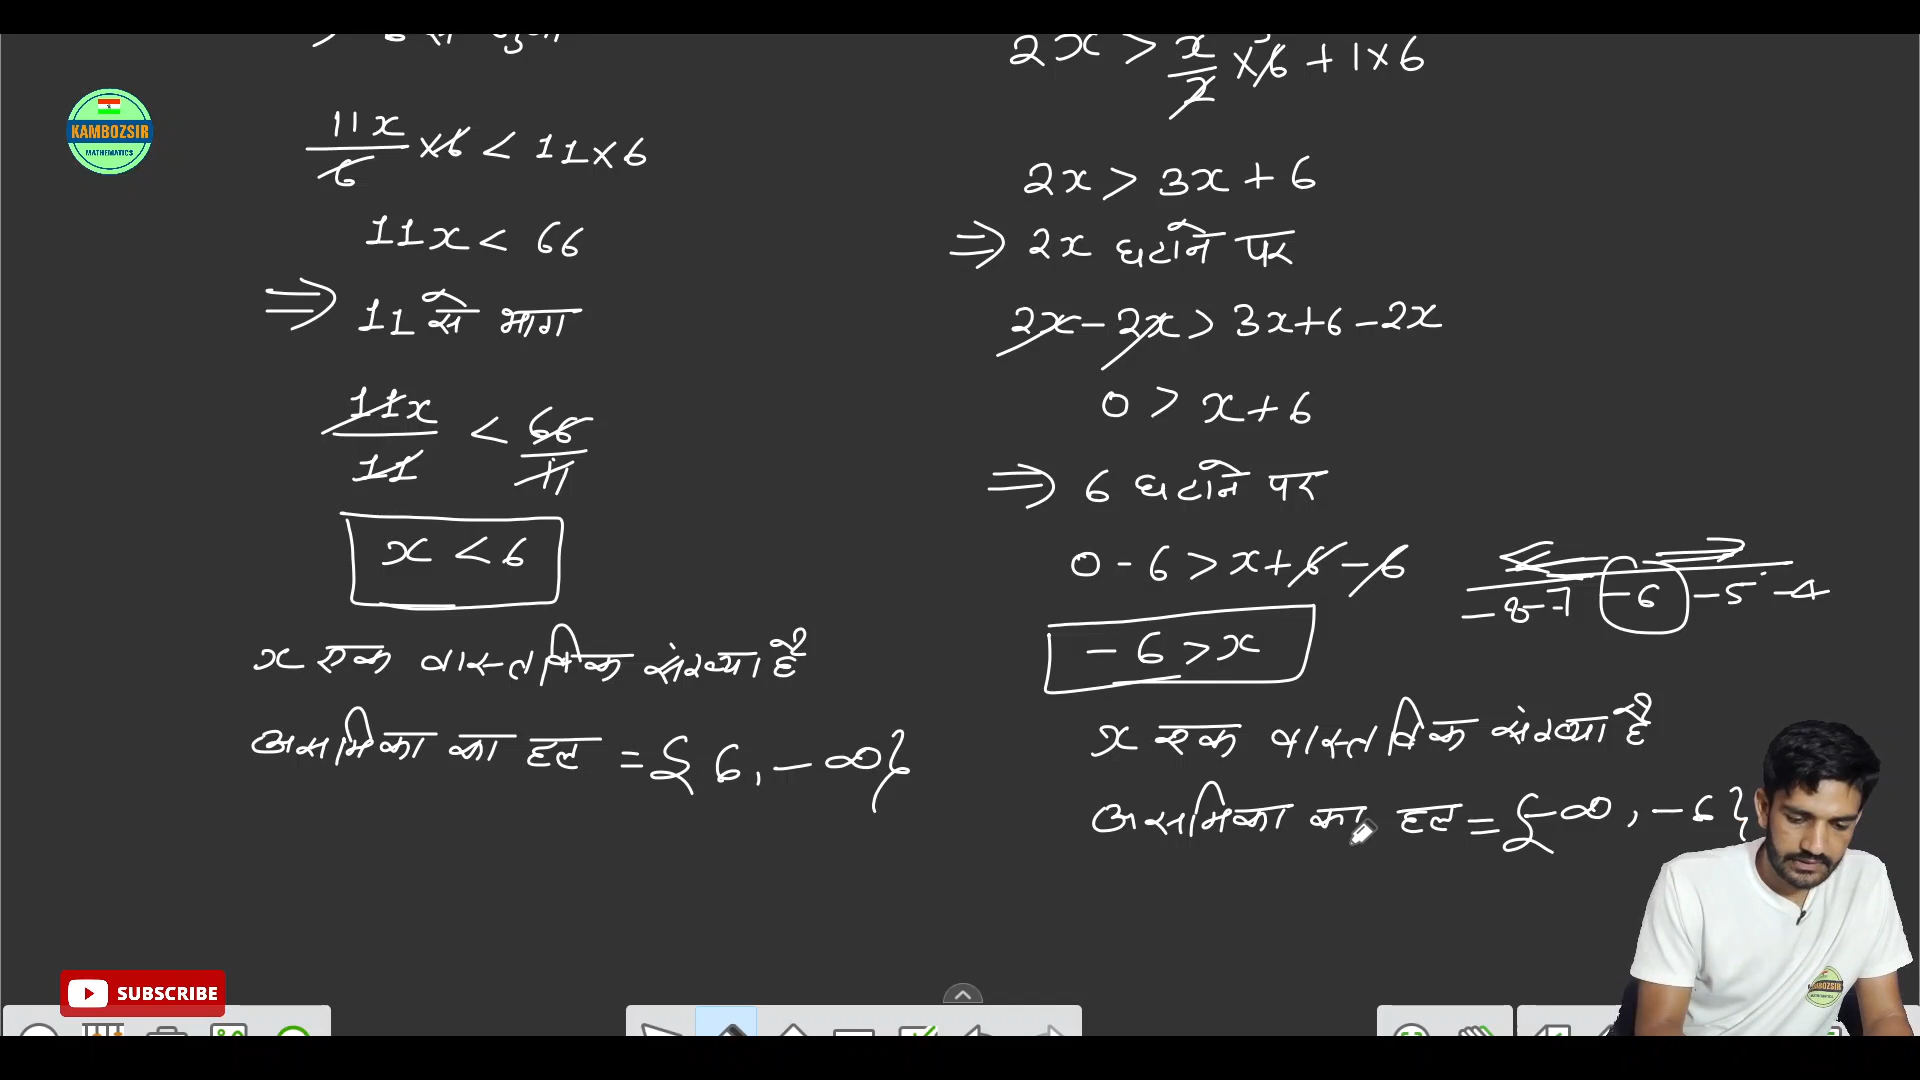 2x > x/2 × 6 + 1 × 6
KAMBOZSIR
MATHEMATICS
11x/6 × 6 < 11 × 6
11x < 66
⇒ 11 से भाग
11x/11 < 66/11
x < 6
x एक वास्तविक संख्या है
असमिका का हल = { 6, -∞}
2x > 3x + 6
⇒ 2x घटाने पर
2x - 2x > 3x + 6 - 2x
0 > x + 6
⇒ 6 घटाने पर
0 - 6 > x + 6 - 6
-8 -7 -6 -5 -4
-6 > x
x एक वास्तविक संख्या है
असमिका का हल = {-∞, -6}
SUBSCRIBE
KAMBOZSIR